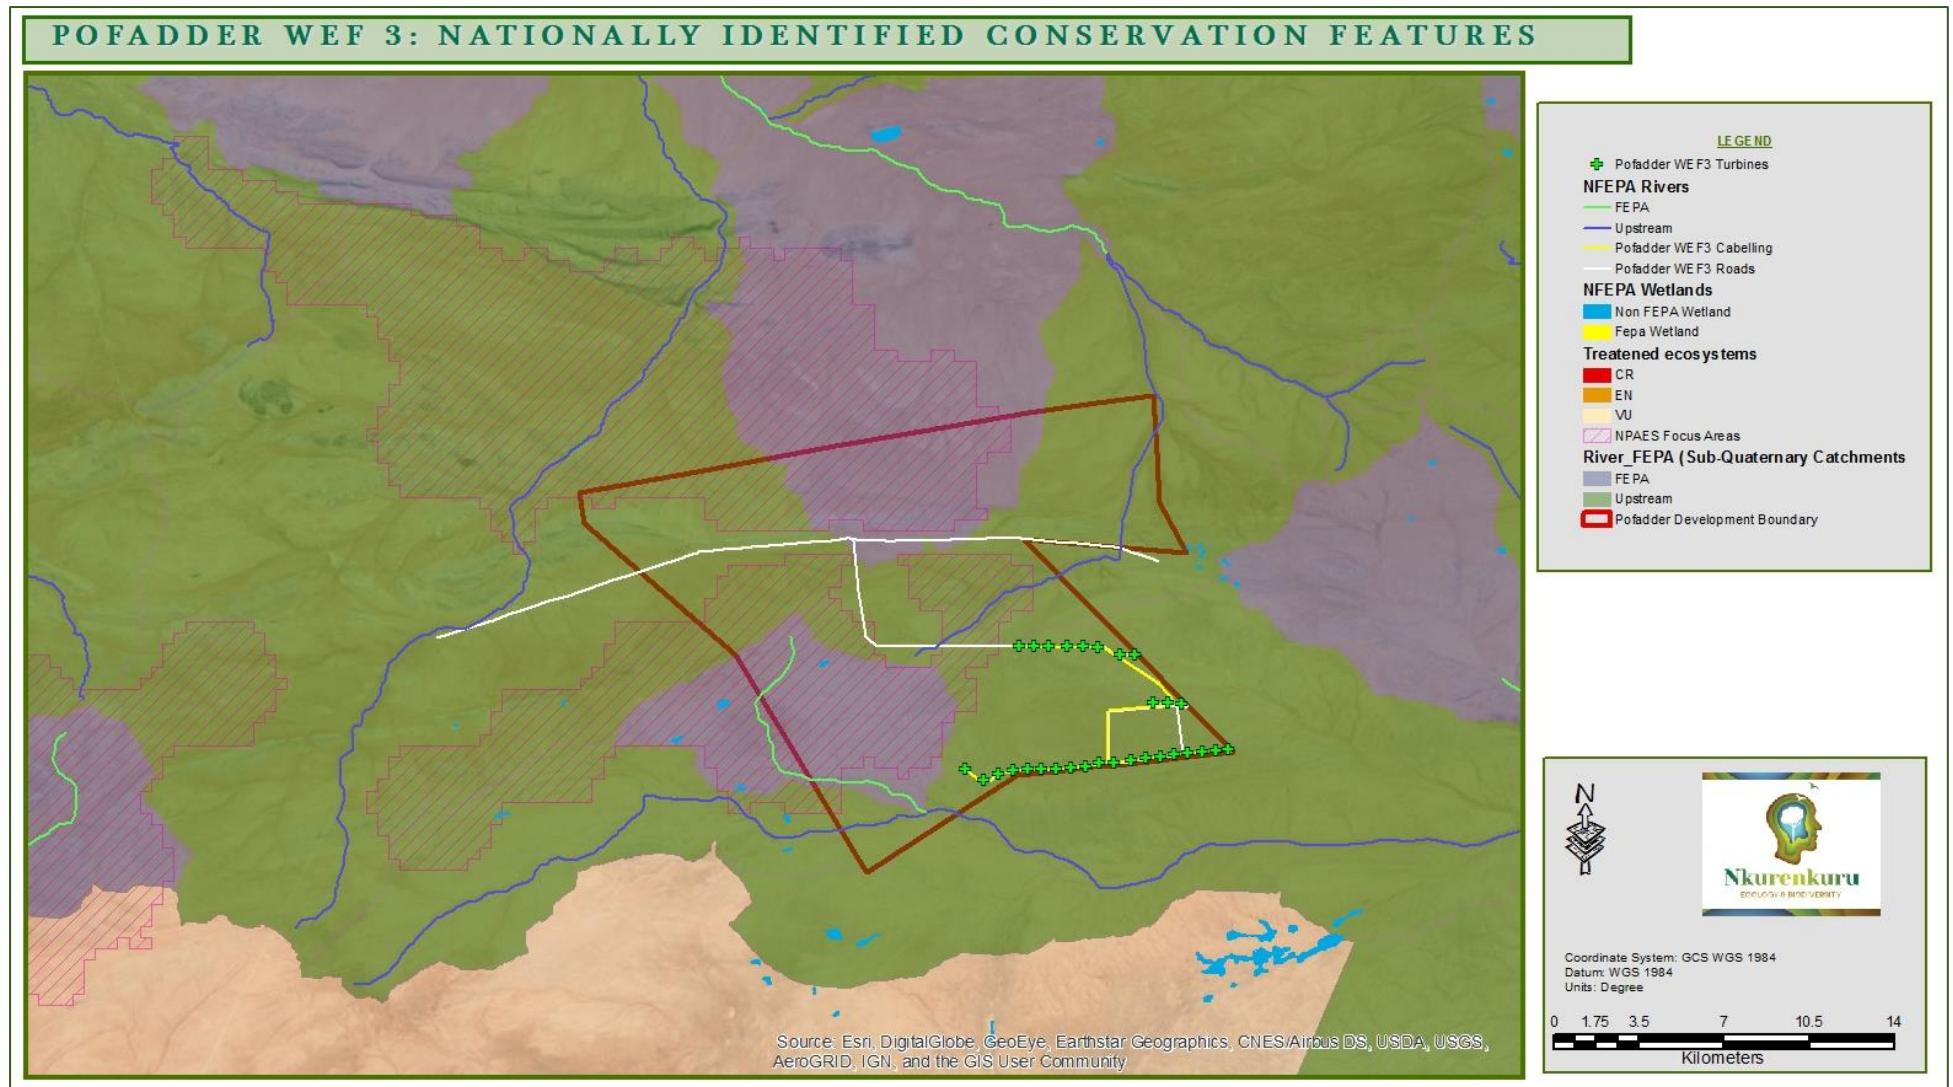 POFADDER WEF 3: NATIONALLY IDENTIFIED CONSERVATION FEATURES
LEGEND
Pofadder WEF3 Turbines
NFEPA Rivers
FEPA
Upstream
Pofadder WEF3 Cabelling
Pofadder WEF3 Roads
NFEPA Wetlands
Non FEPA Wetland
Fepa Wetland
Treatened ecosystems
CR
EN
VU
NPAES Focus Areas
River_FEPA (Sub-Quaternary Catchments
FEPA
Upstream
Pofadder Development Boundary
N
Nkurenkuru
ECOLOGY & BIODIVERSITY
Coordinate System: GCS WGS 1984
Datum: WGS 1984
Units: Degree
0 1.75 3.5 7 10.5 14
Kilometers
Source: Esri, DigitalGlobe, GeoEye, Earthstar Geographics, CNES/Airbus DS, USDA, USGS,
AeroGRID, IGN, and the GIS User Community